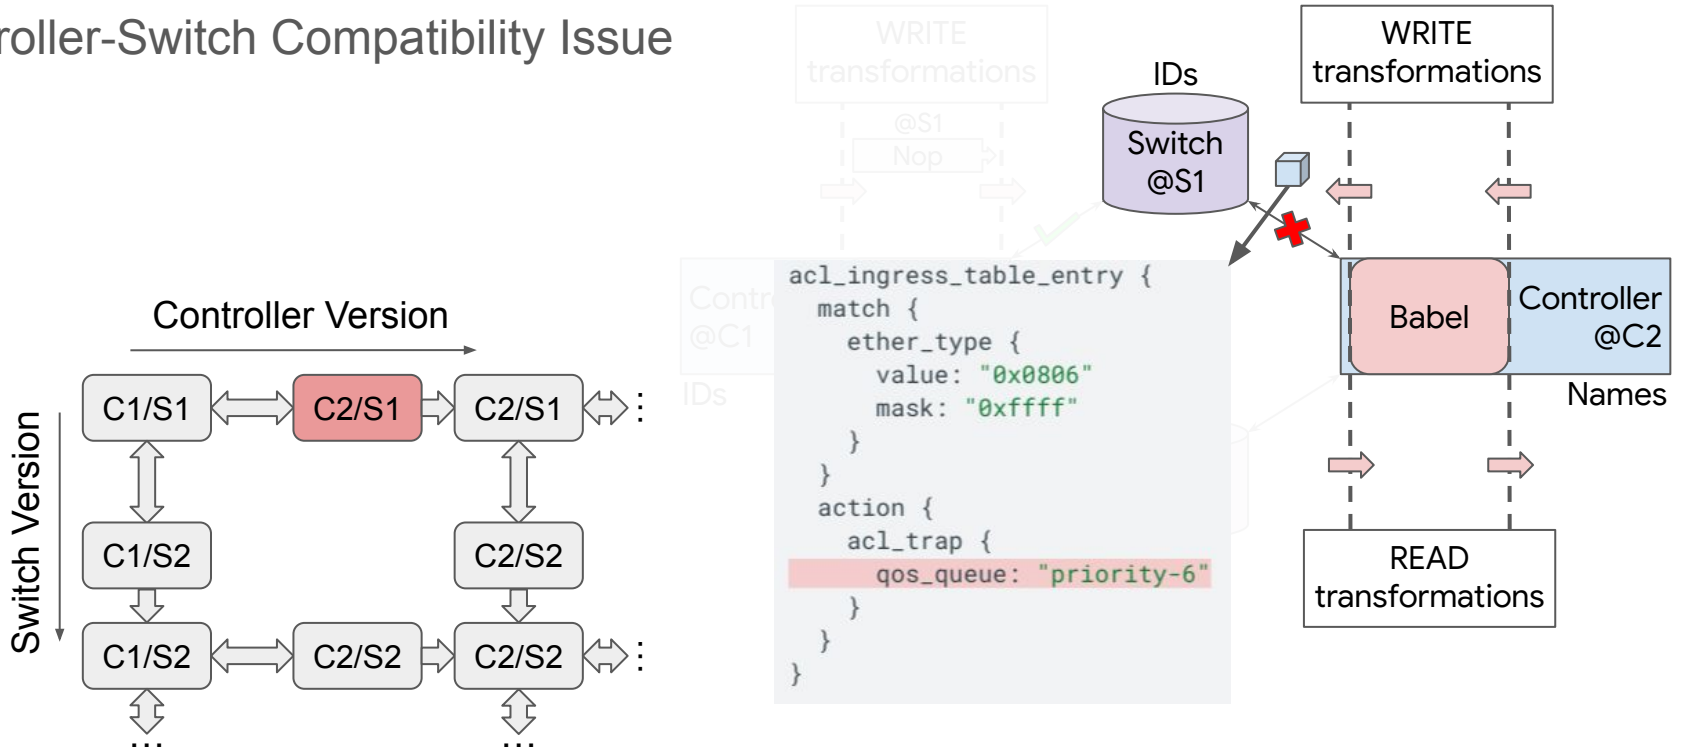 roller-Switch Compatibility Issue
WRITE
transformations
@S1
Nop
Contr
@C1
IDs
IDs
Switch
@S1
WRITE
transformations
Babel
Controller
@C2
Names
READ
transformations
acl_ingress_table_entry {
match {
ether_type {
value: "0x0806"
mask: "0xffff"
}
}
action {
acl_trap {
qos_queue: "priority-6"
}
}
}
Controller Version
Switch Version
C1/S1
C2/S1
C2/S1
...
C1/S2
C2/S2
C1/S2
C2/S2
C2/S2
...
...
...